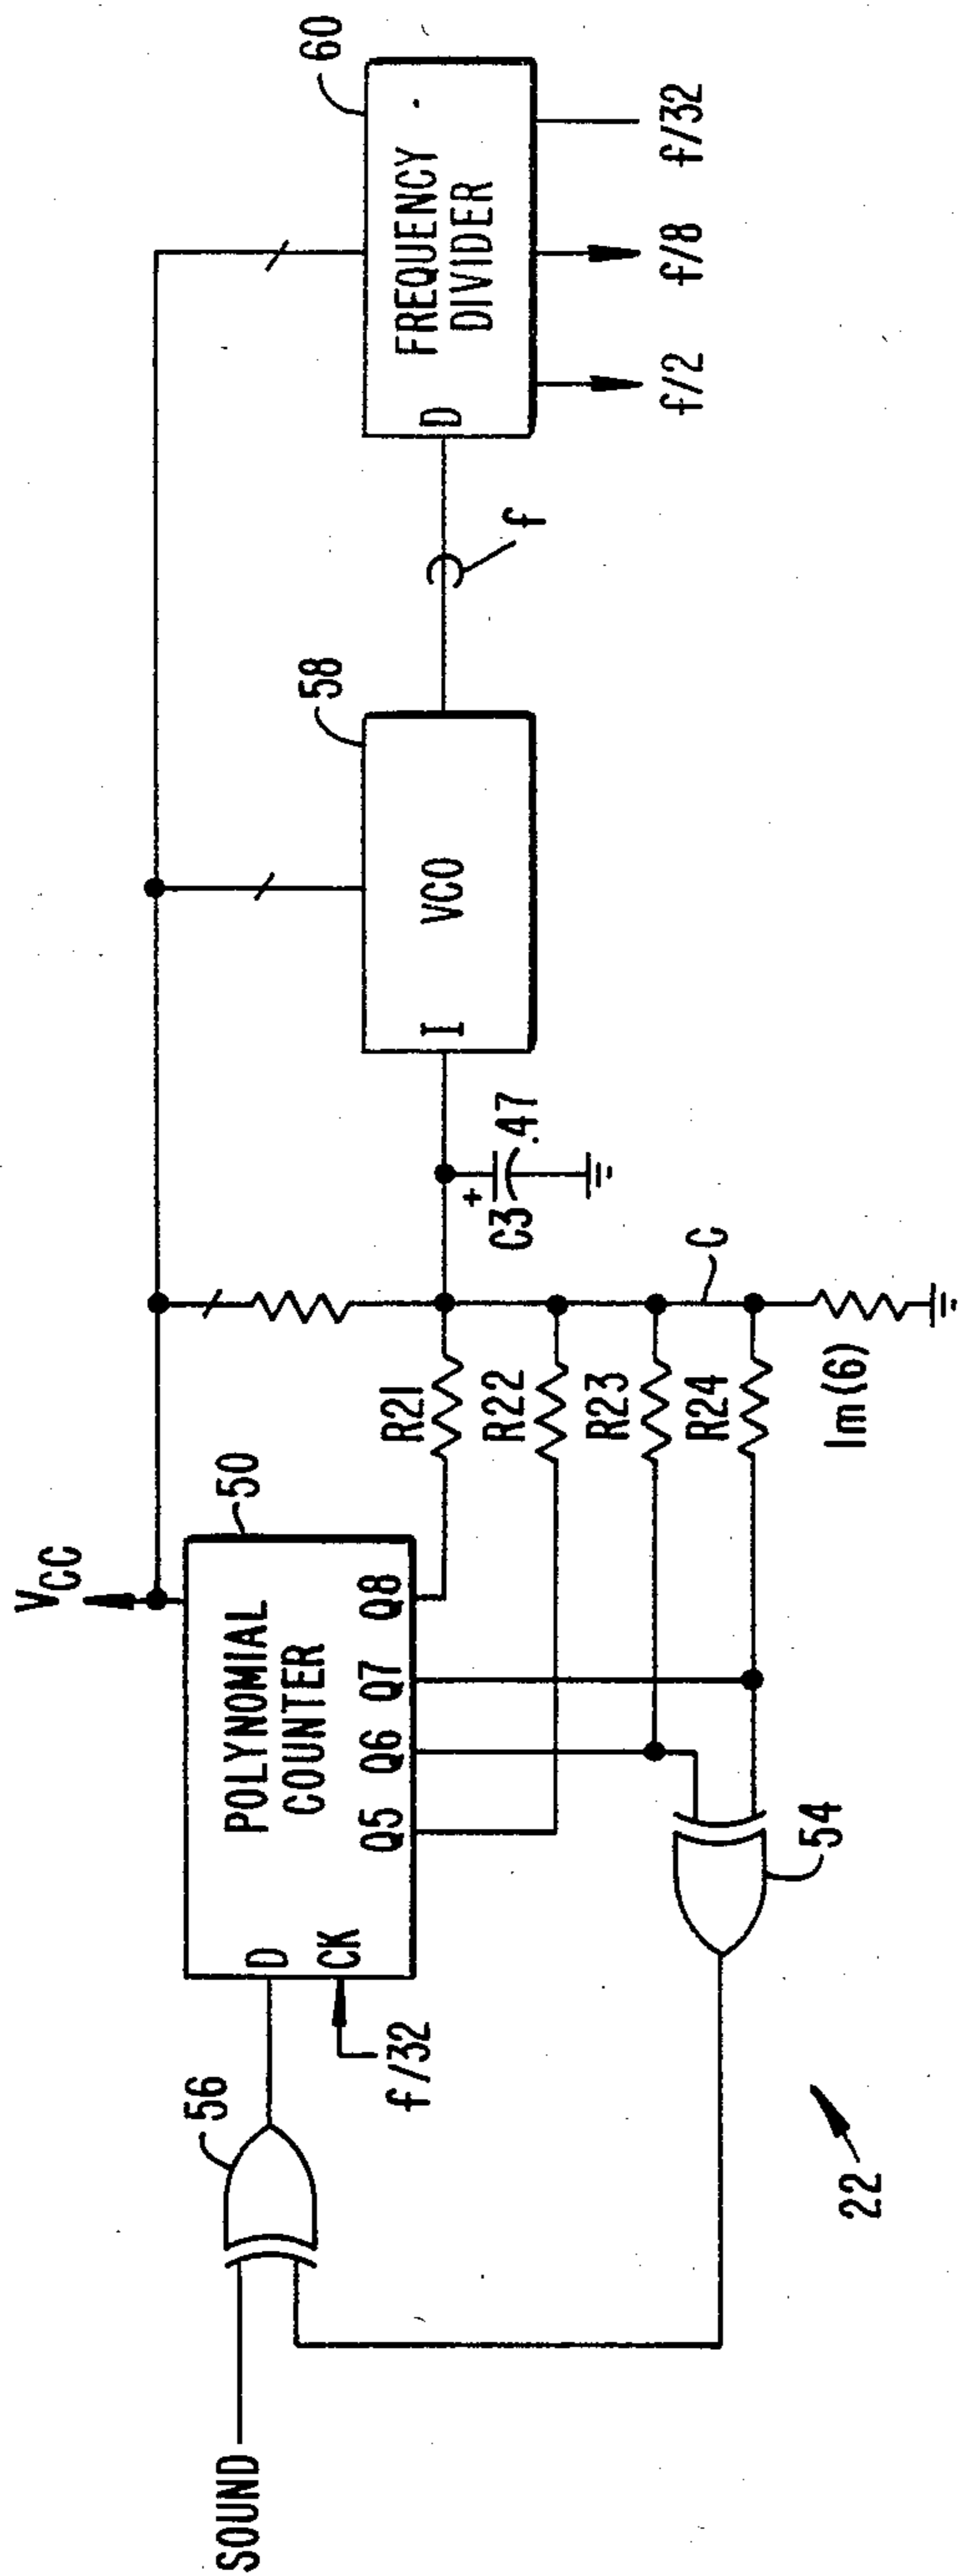 SOUND
56
f/32
D
CK
POLYNOMIAL
COUNTER
Q5 Q6 Q7 Q8
50
VCC
54
22
R21
R22
R23
R24
1m(6)
C
C3
+
.47
I
VCO
58
f
D
FREQUENCY
DIVIDER
60
f/2
f/8
f/32